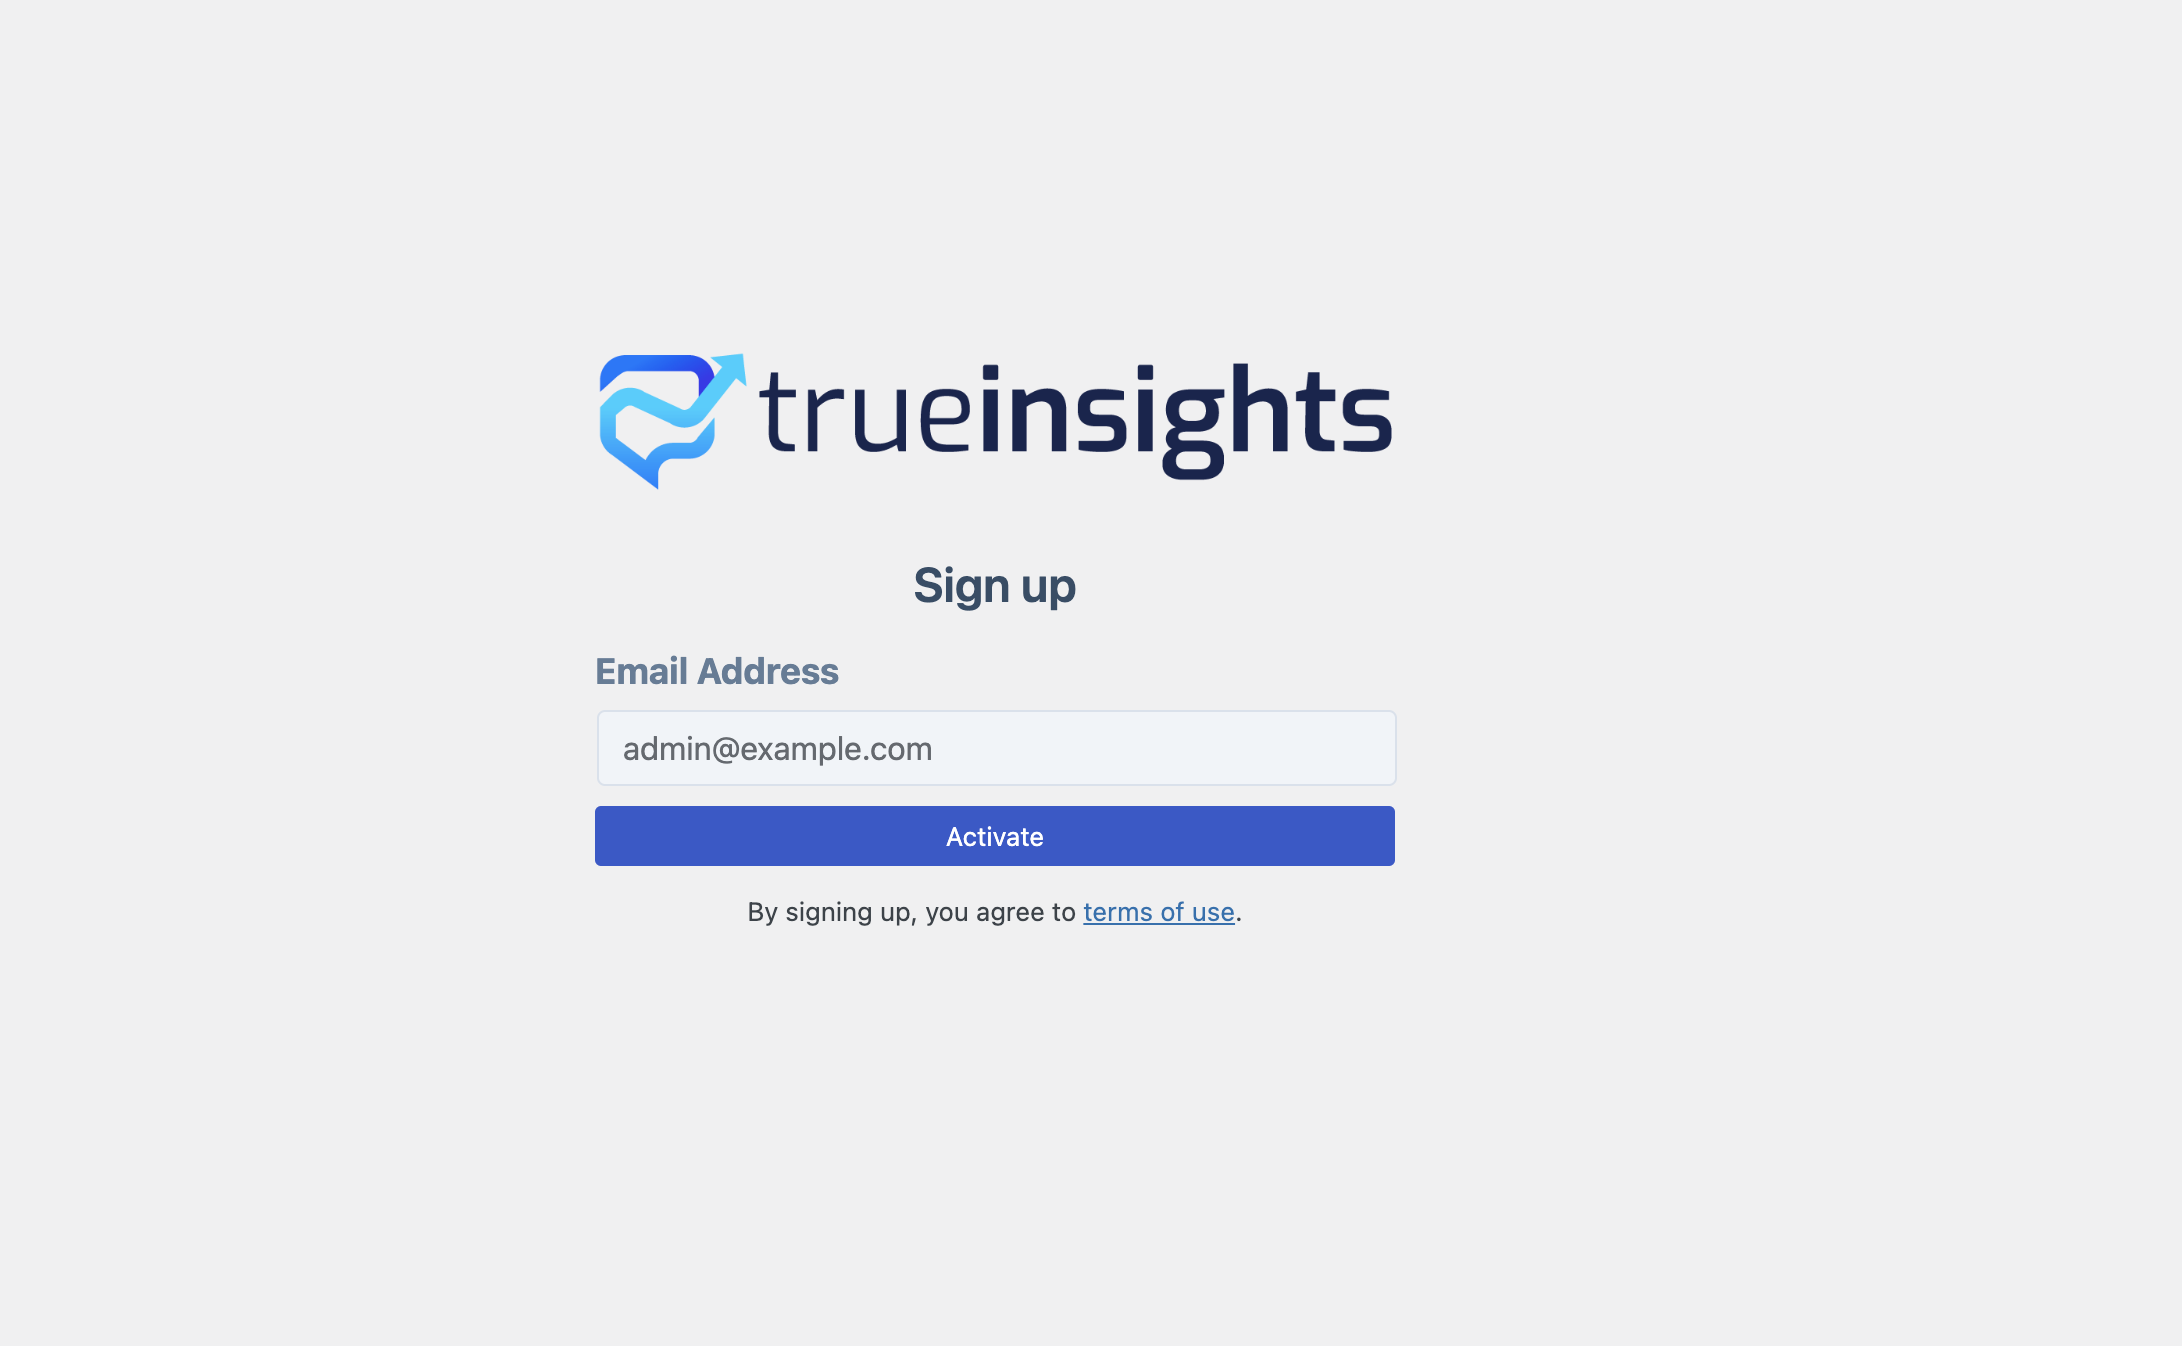 trueinsights
Sign up
Email Address
admin@example.com
Activate
By signing up, you agree to terms of use.